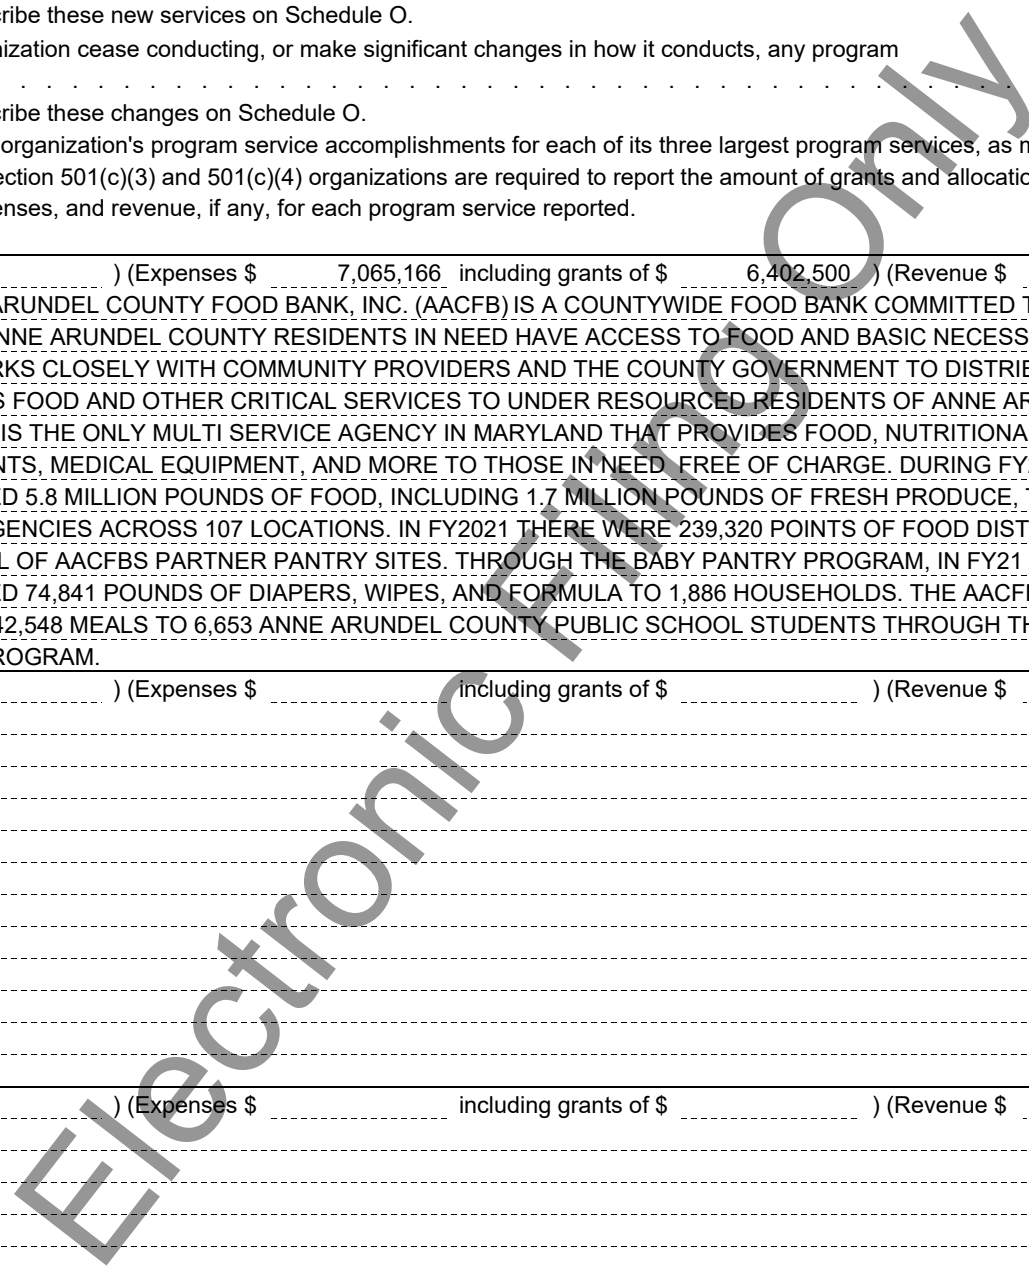 cribe these new services on Schedule O.
nization cease conducting, or make significant changes in how it conducts, any program
. . . . . . . . . . . . . . . . . . . . . . . . . . . . . . . . . . . . . . .
cribe these changes on Schedule O.
organization's program service accomplishments for each of its three largest program services, as m
ection 501(c)(3) and 501(c)(4) organizations are required to report the amount of grants and allocatio
enses, and revenue, if any, for each program service reported.
) (Expenses $ 7,065,166 including grants of $ 6,402,500 ) (Revenue $
ARUNDEL COUNTY FOOD BANK, INC. (AACFB) IS A COUNTYWIDE FOOD BANK COMMITTED T
NNE ARUNDEL COUNTY RESIDENTS IN NEED HAVE ACCESS TO FOOD AND BASIC NECESS
RKS CLOSELY WITH COMMUNITY PROVIDERS AND THE COUNTY GOVERNMENT TO DISTRIB
S FOOD AND OTHER CRITICAL SERVICES TO UNDER RESOURCED RESIDENTS OF ANNE AR
IS THE ONLY MULTI SERVICE AGENCY IN MARYLAND THAT PROVIDES FOOD, NUTRITIONA
NTS, MEDICAL EQUIPMENT, AND MORE TO THOSE IN NEED FREE OF CHARGE. DURING FY
ED 5.8 MILLION POUNDS OF FOOD, INCLUDING 1.7 MILLION POUNDS OF FRESH PRODUCE, T
GENCIES ACROSS 107 LOCATIONS. IN FY2021 THERE WERE 239,320 POINTS OF FOOD DIST
L OF AACFBS PARTNER PANTRY SITES. THROUGH THE BABY PANTRY PROGRAM, IN FY21
ED 74,841 POUNDS OF DIAPERS, WIPES, AND FORMULA TO 1,886 HOUSEHOLDS. THE AACF
42,548 MEALS TO 6,653 ANNE ARUNDEL COUNTY PUBLIC SCHOOL STUDENTS THROUGH TH
ROGRAM.
) (Expenses $ including grants of $ ) (Revenue $
) (Expenses $ including grants of $ ) (Revenue $
Electronic Filing Only